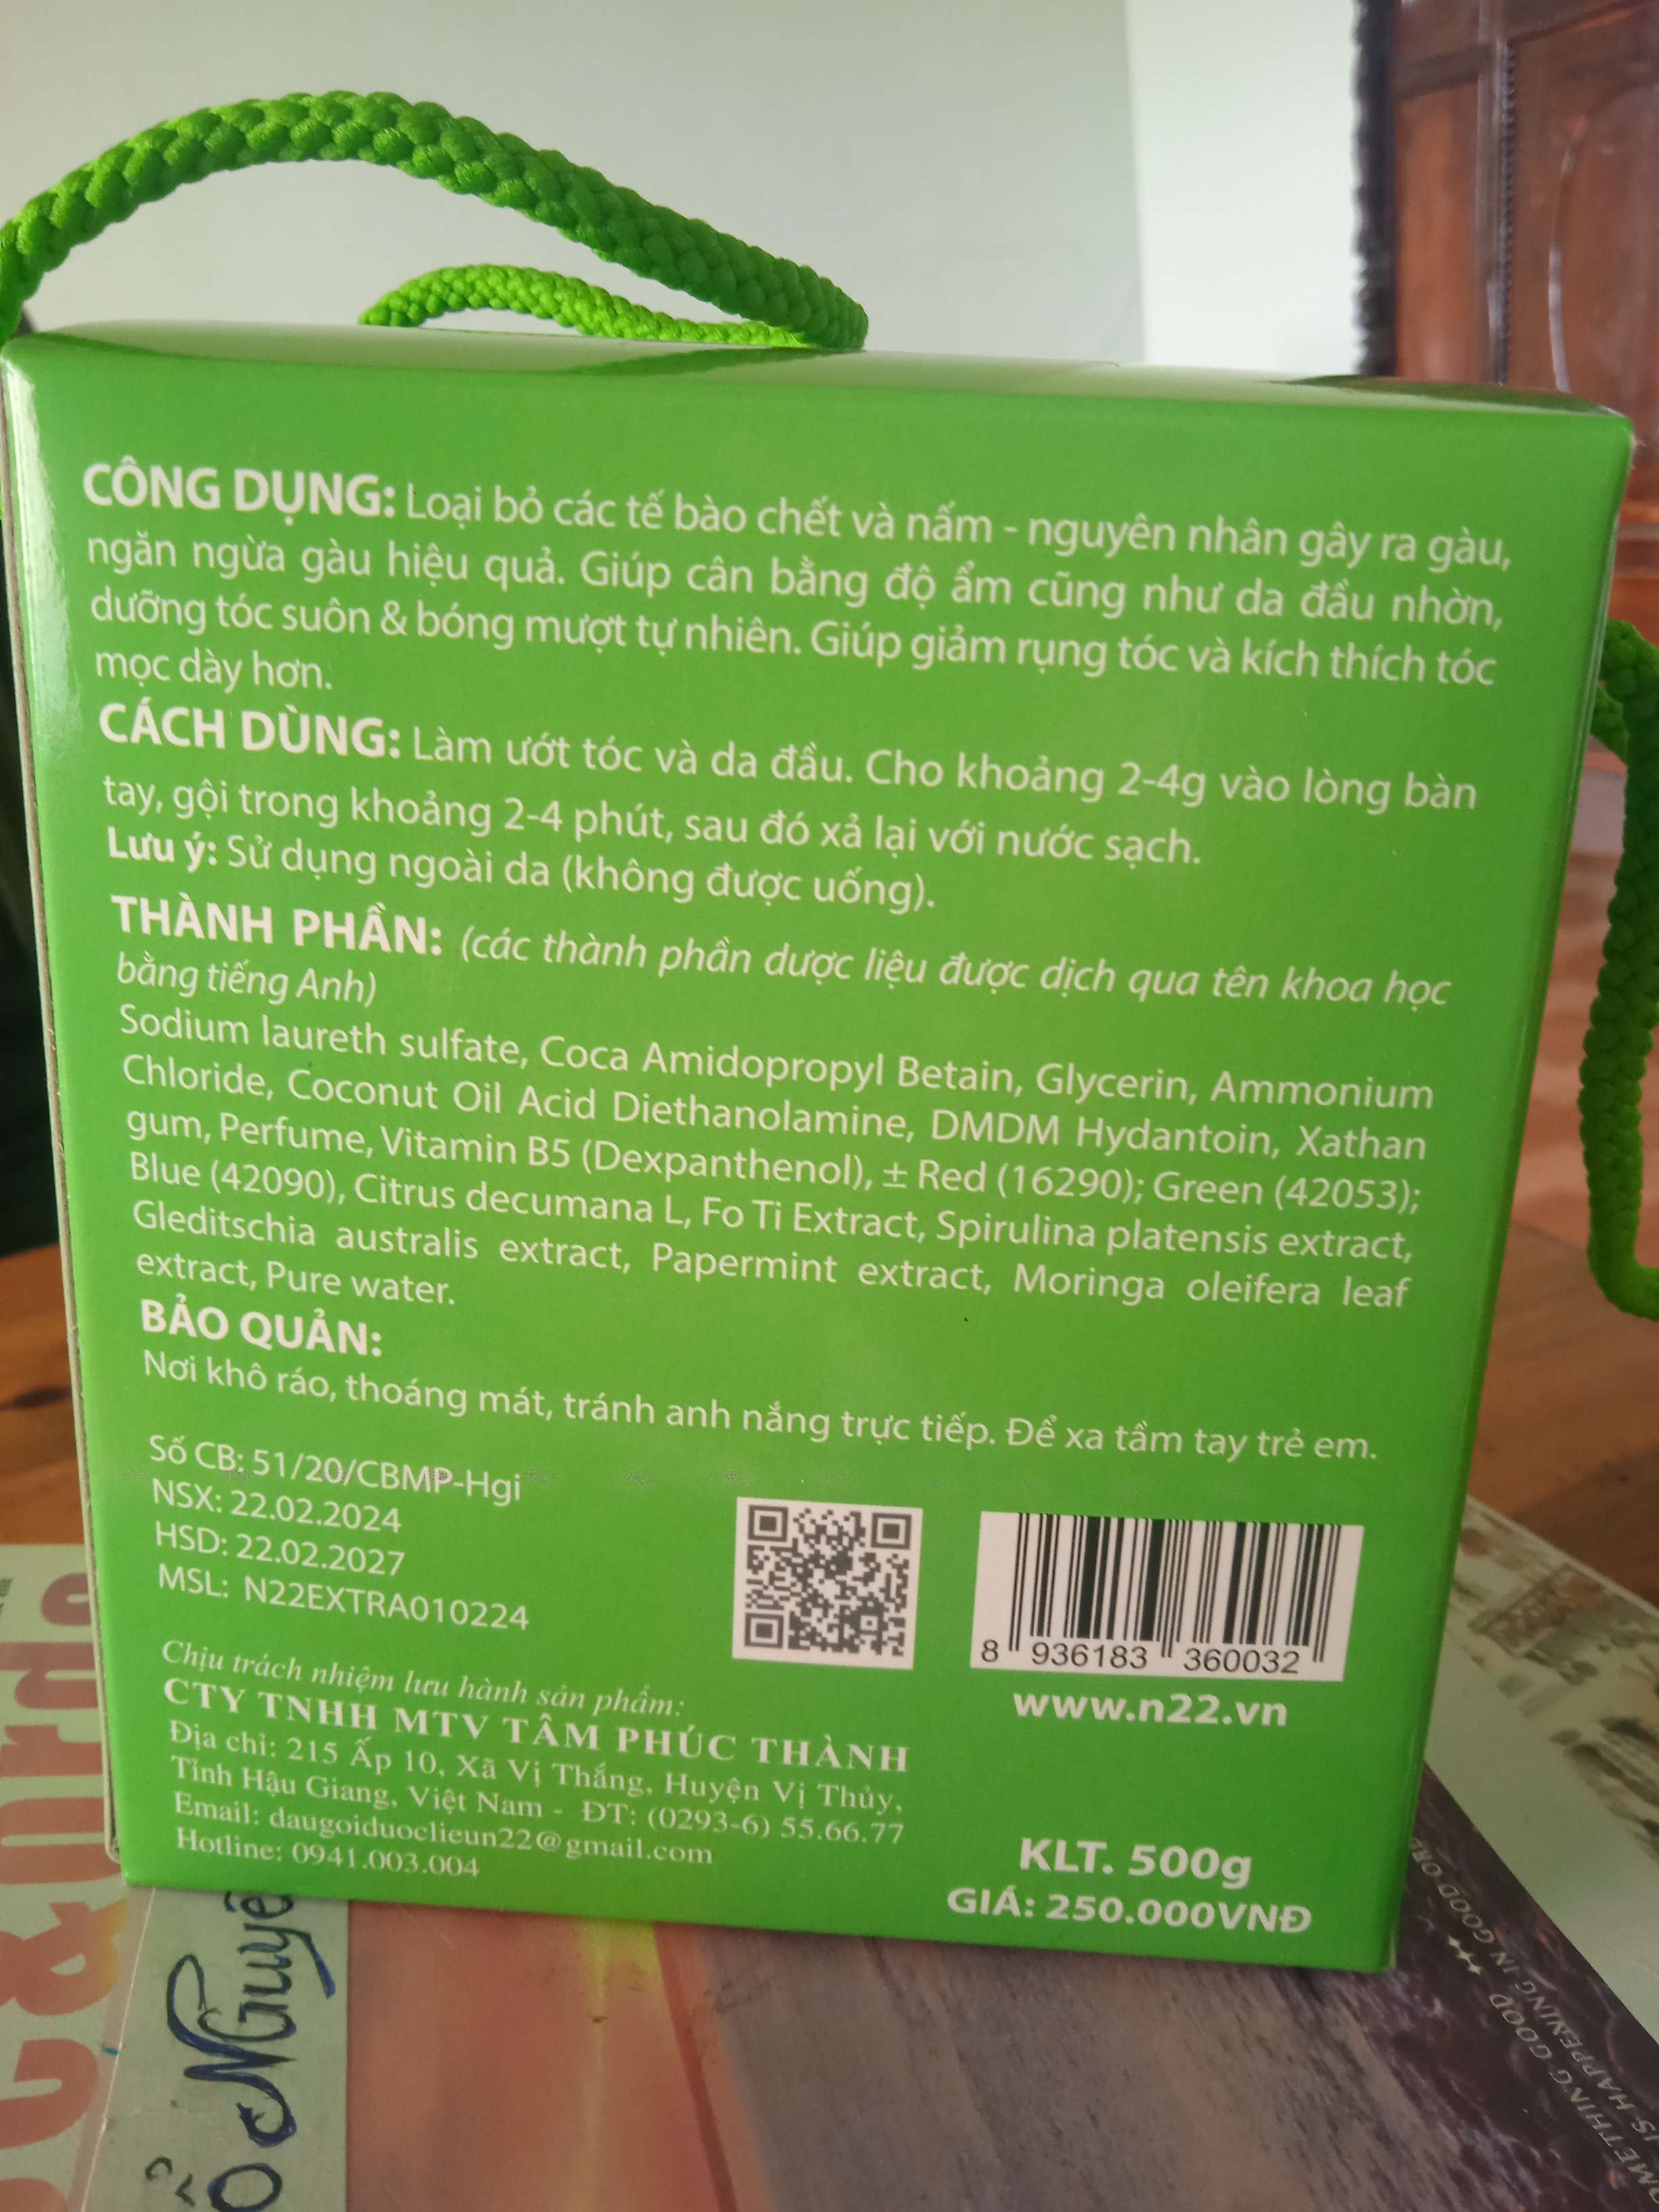 CÔNG DỤNG: Loại bỏ các tế bào chết và nấm - nguyên nhân gây ra gàu,
ngăn ngừa gàu hiệu quả. Giúp cân bằng độ ẩm cũng như da đầu nhờn,
dưỡng tóc suôn & bóng mượt tự nhiên. Giúp giảm rụng tóc và kích thích tóc
mọc dày hơn.
CÁCH DÙNG: Làm ướt tóc và da đầu. Cho khoảng 2-4g vào lòng bàn
tay, gội trong khoảng 2-4 phút, sau đó xả lại với nước sạch.
Lưu ý: Sử dụng ngoài da (không được uống).
THÀNH PHẦN: (các thành phần dược liệu được dịch qua tên khoa học
bằng tiếng Anh)
Sodium laureth sulfate, Coca Amidopropyl Betain, Glycerin, Ammonium
Chloride, Coconut Oil Acid Diethanolamine, DMDM Hydantoin, Xathan
gum, Perfume, Vitamin B5 (Dexpanthenol), ± Red (16290); Green (42053);
Blue (42090), Citrus decumana L, Fo Ti Extract, Spirulina platensis extract,
Gleditschia australis extract, Papermint extract, Moringa oleifera leaf
extract, Pure water.
BẢO QUẢN:
Nơi khô ráo, thoáng mát, tránh anh nắng trực tiếp. Để xa tầm tay trẻ em.
Số CB: 51/20/CBMP-Hgi
NSX: 22.02.2024
HSD: 22.02.2027
MSL: N22EXTRA010224
8 936183 360032
www.n22.vn
Chịu trách nhiệm lưu hành sản phẩm:
CTY TNHH MTV TÂM PHÚC THÀNH
Địa chỉ: 215 Ấp 10, Xã Vị Thắng, Huyện Vị Thủy,
Tỉnh Hậu Giang, Việt Nam - ĐT: (0293-6) 55.66.77
Email: daugoiduoclieun22@gmail.com
Hotline: 0941.003.004
KLT. 500g
GIÁ: 250.000VNĐ
METHING GOOD
IS HAPPENING IN GOOD